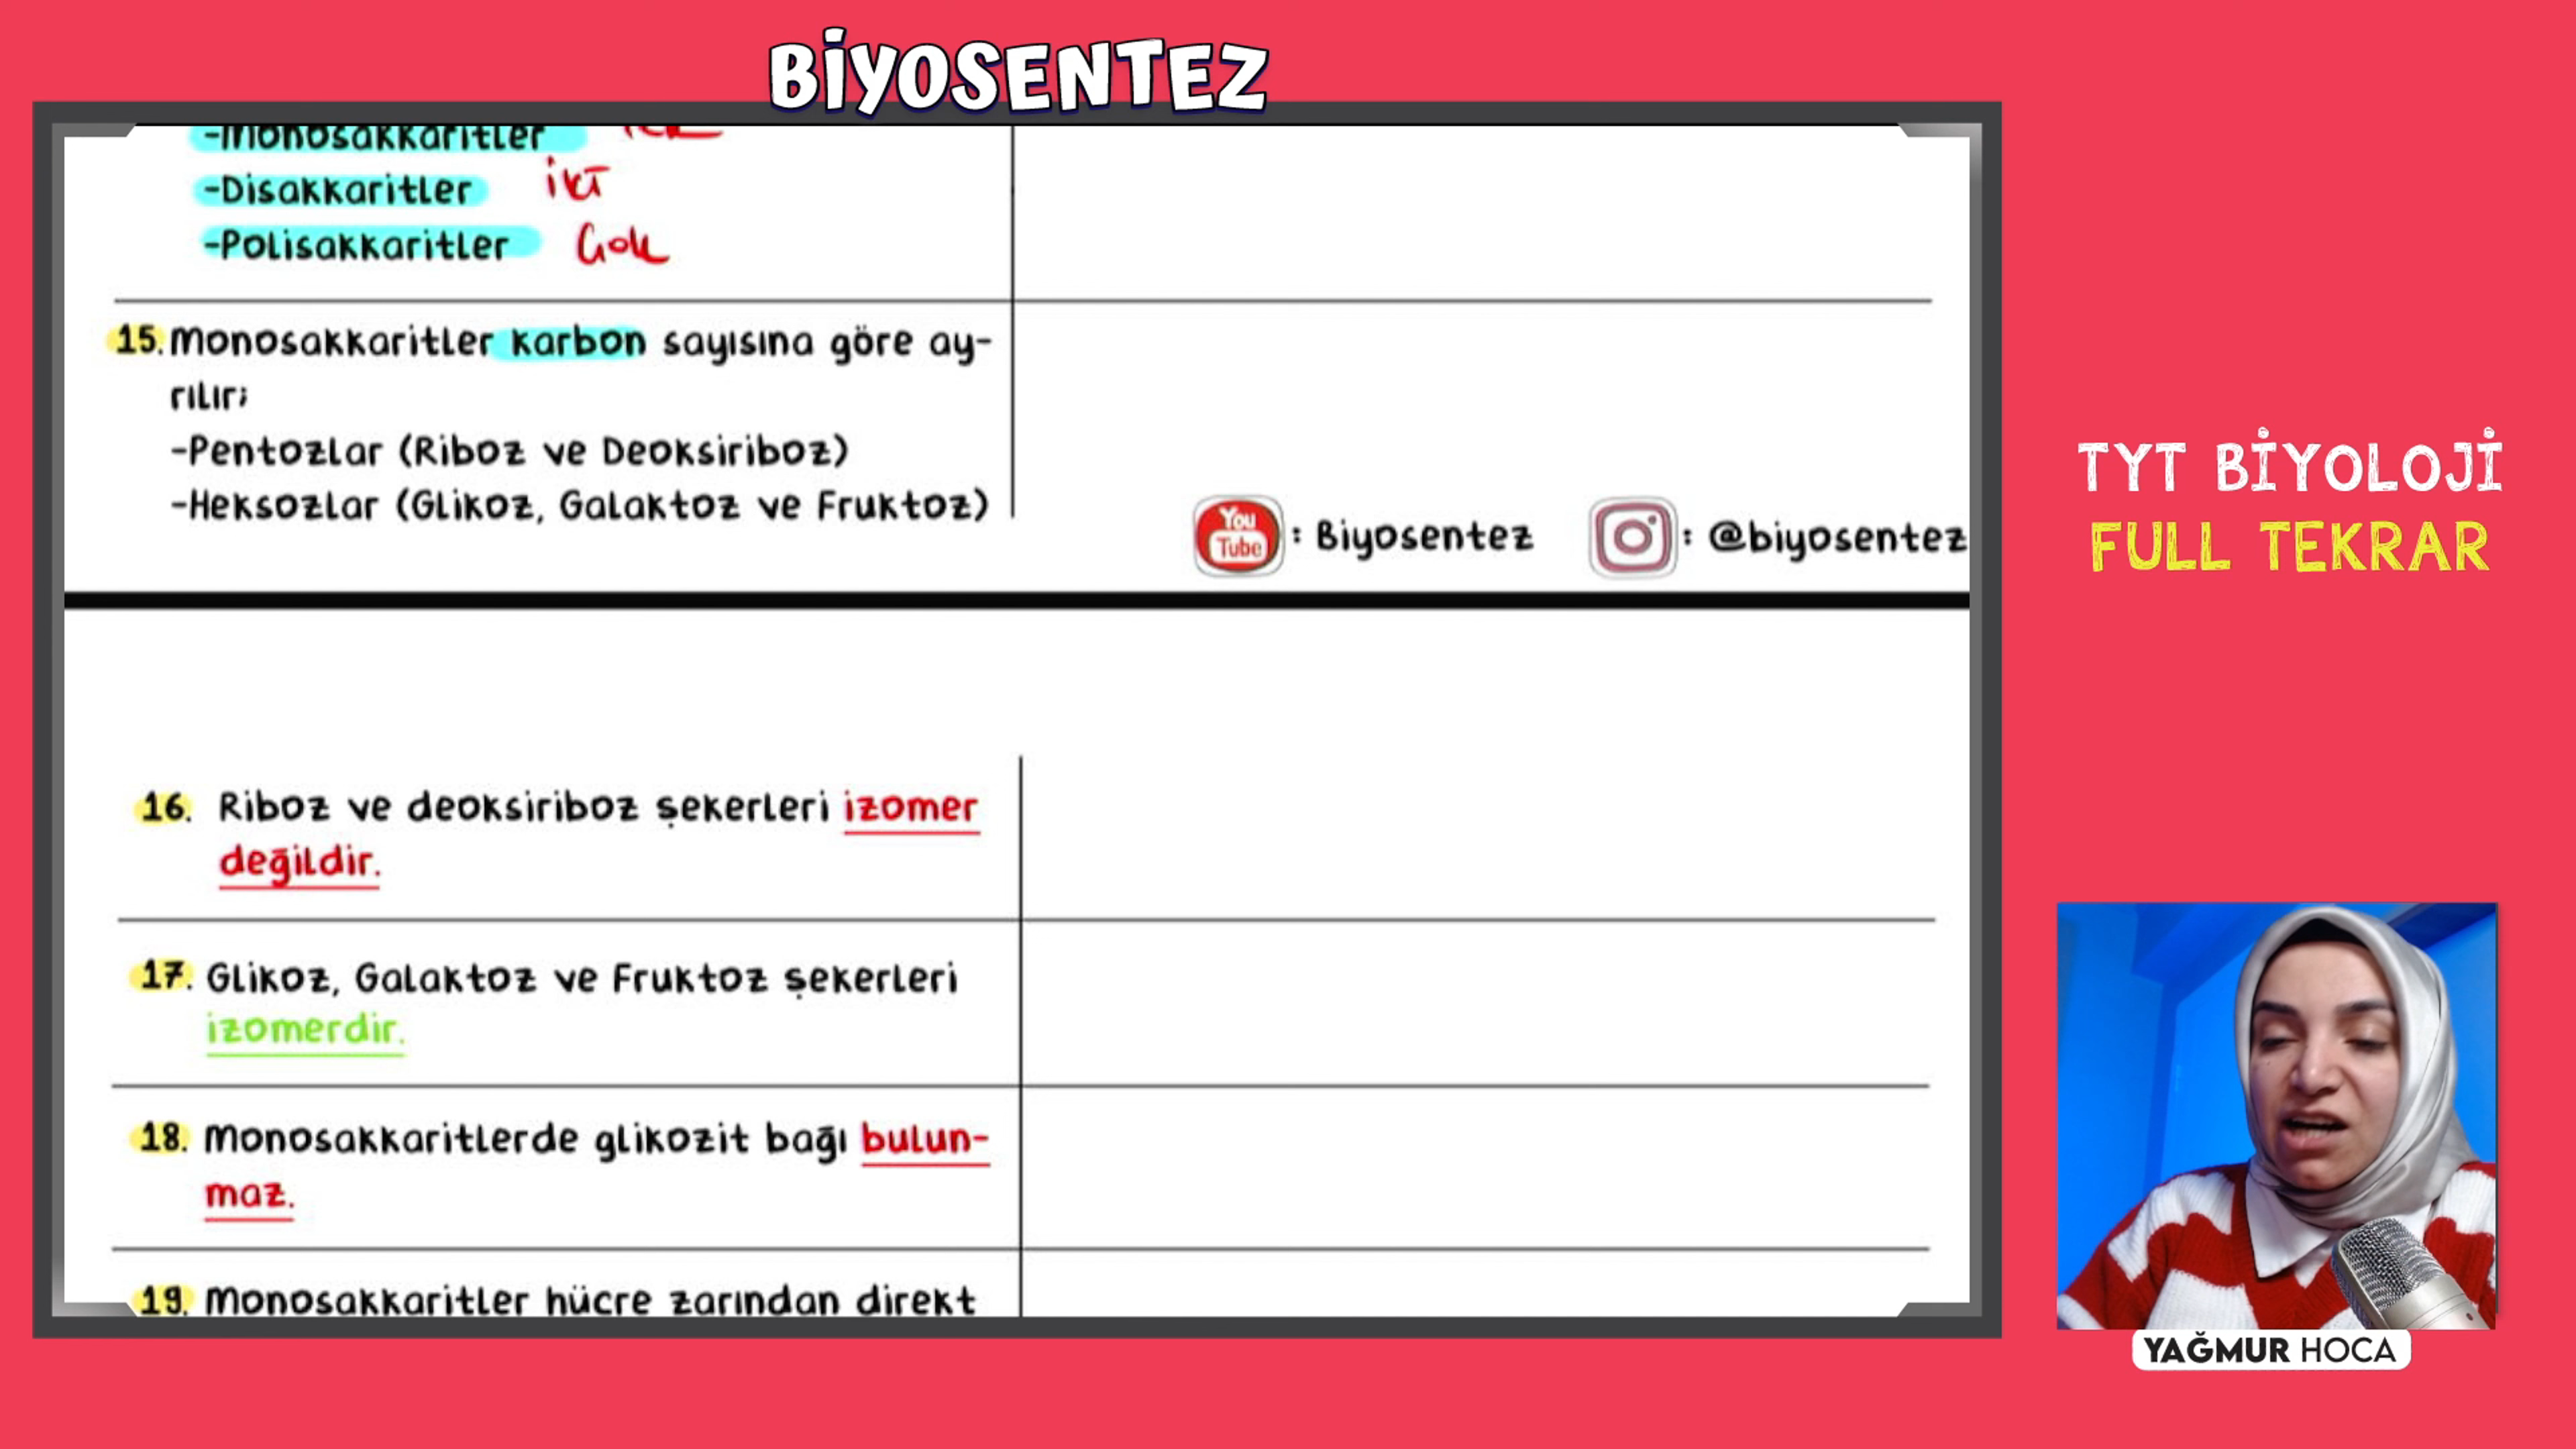 BİYOSENTEZ
-Monosakkaritler
-Disakkaritler iki
-Polisakkaritler Çok
15. Monosakkaritler karbon sayısına göre ay-
rılır;
-Pentozlar (Riboz ve Deoksiriboz)
-Heksozlar (Glikoz, Galaktoz ve Fruktoz)
You
Tube : Biyosentez : @biyosentez
16. Riboz ve deoksiriboz şekerleri izomer
değildir.
17. Glikoz, Galaktoz ve Fruktoz şekerleri
izomerdir.
18. Monosakkaritlerde glikozit bağı bulun-
maz.
19. Monosakkaritler hücre zarından direkt
TYT BİYOLOJİ
FULL TEKRAR
YAĞMUR HOCA